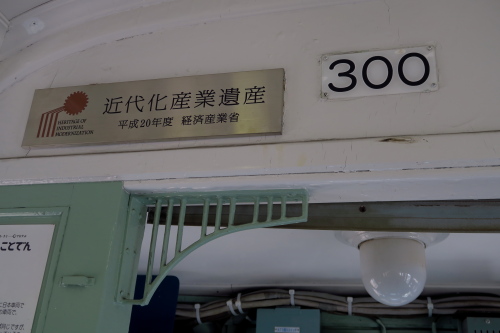 近代化産業遺産
平成20年度 経済産業省
HERITAGE OF
INDUSTRIAL
MODERNIZATION
300
ことでん